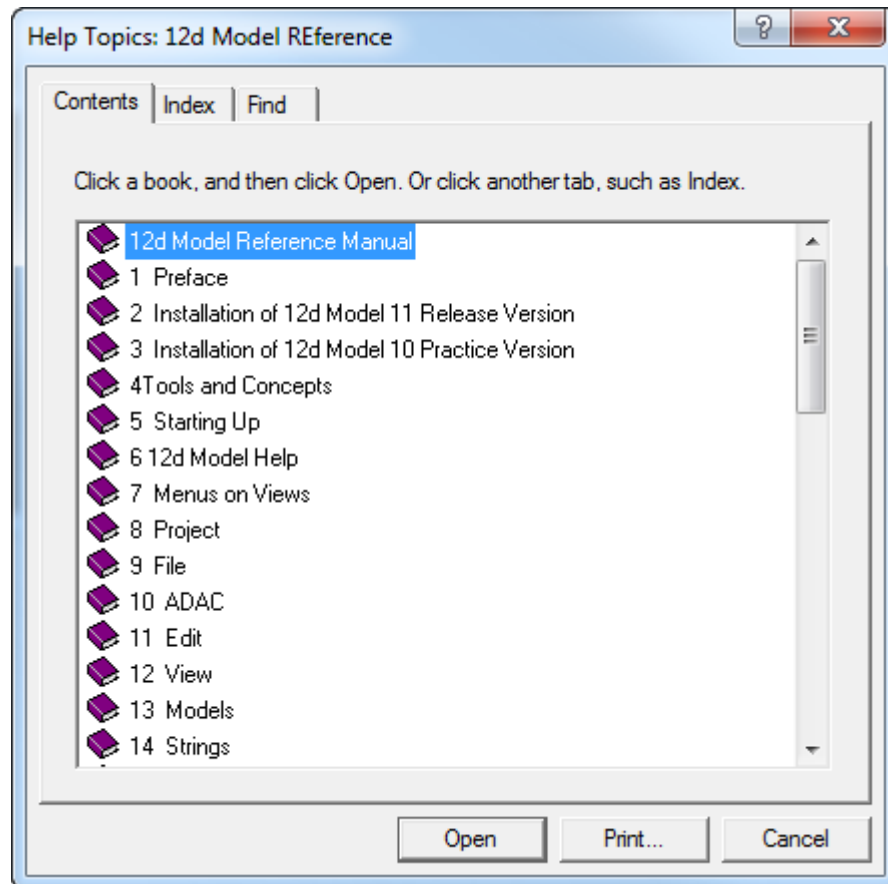 Help Topics: 12d Model REference
Contents
Index
Find
Click a book, and then click Open. Or click another tab, such as Index.
12d Model Reference Manual
1 Preface
2 Installation of 12d Model 11 Release Version
3 Installation of 12d Model 10 Practice Version
4Tools and Concepts
5 Starting Up
6 12d Model Help
7 Menus on Views
8 Project
9 File
10 ADAC
11 Edit
12 View
13 Models
14 Strings
Open
Print...
Cancel